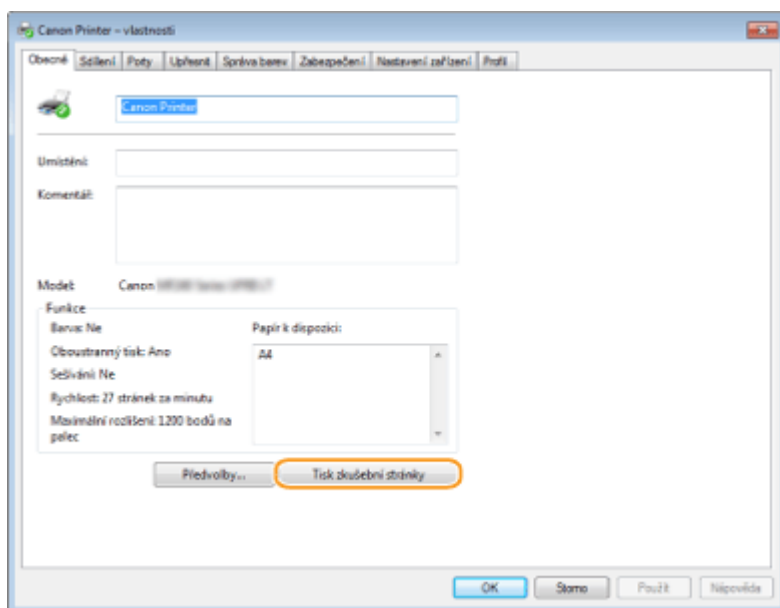 Canon Printer – vlastnosti
Obecné Sdílení Porty Upřesnit Správa barev Zabezpečení Nastavení zařízení Profil
Canon Printer
Umístění:
Komentář:
Model: Canon
Funkce
Barva: Ne
Papír k dispozici:
Oboustranný tisk: Ano
A4
Sešívání: Ne
Rychlost: 27 stránek za minutu
Maximální rozlišení: 1200 bodů na
palec
Předvolby... Tisk zkušební stránky
OK Storno Použít Nápověda